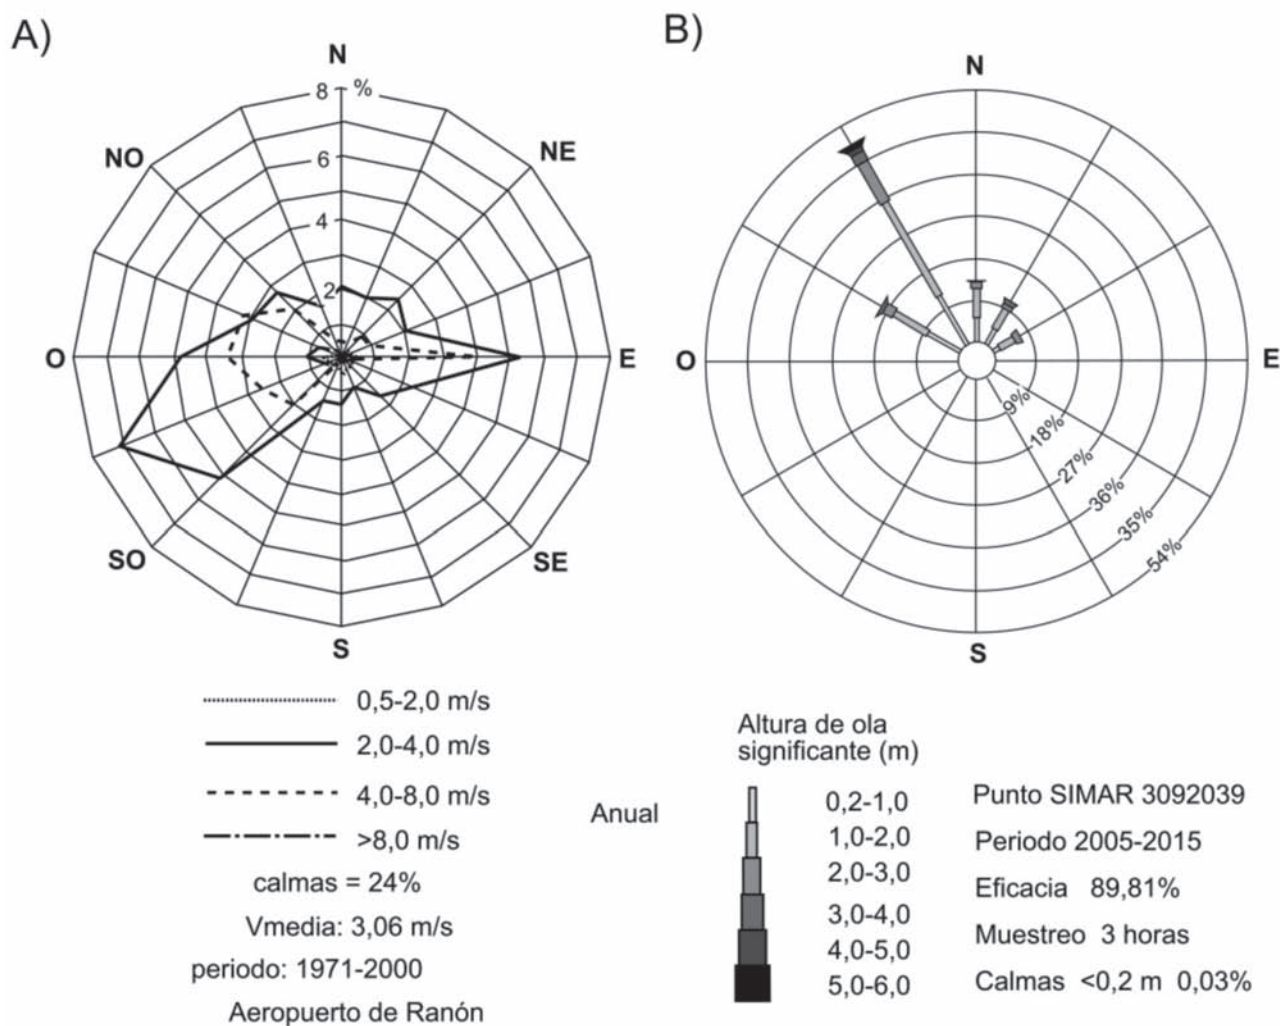 A)
N
8 %
6
4
2
NO
NE
O
E
SO
SE
S
0,5-2,0 m/s
2,0-4,0 m/s
4,0-8,0 m/s
>8,0 m/s
calmas = 24%
Vmedia: 3,06 m/s
periodo: 1971-2000
Aeropuerto de Ranón
B)
N
O
E
S
9%
18%
27%
36%
35%
54%
Anual
Altura de ola
significante (m)
0,2-1,0
1,0-2,0
2,0-3,0
3,0-4,0
4,0-5,0
5,0-6,0
Punto SIMAR 3092039
Periodo 2005-2015
Eficacia 89,81%
Muestreo 3 horas
Calmas <0,2 m 0,03%